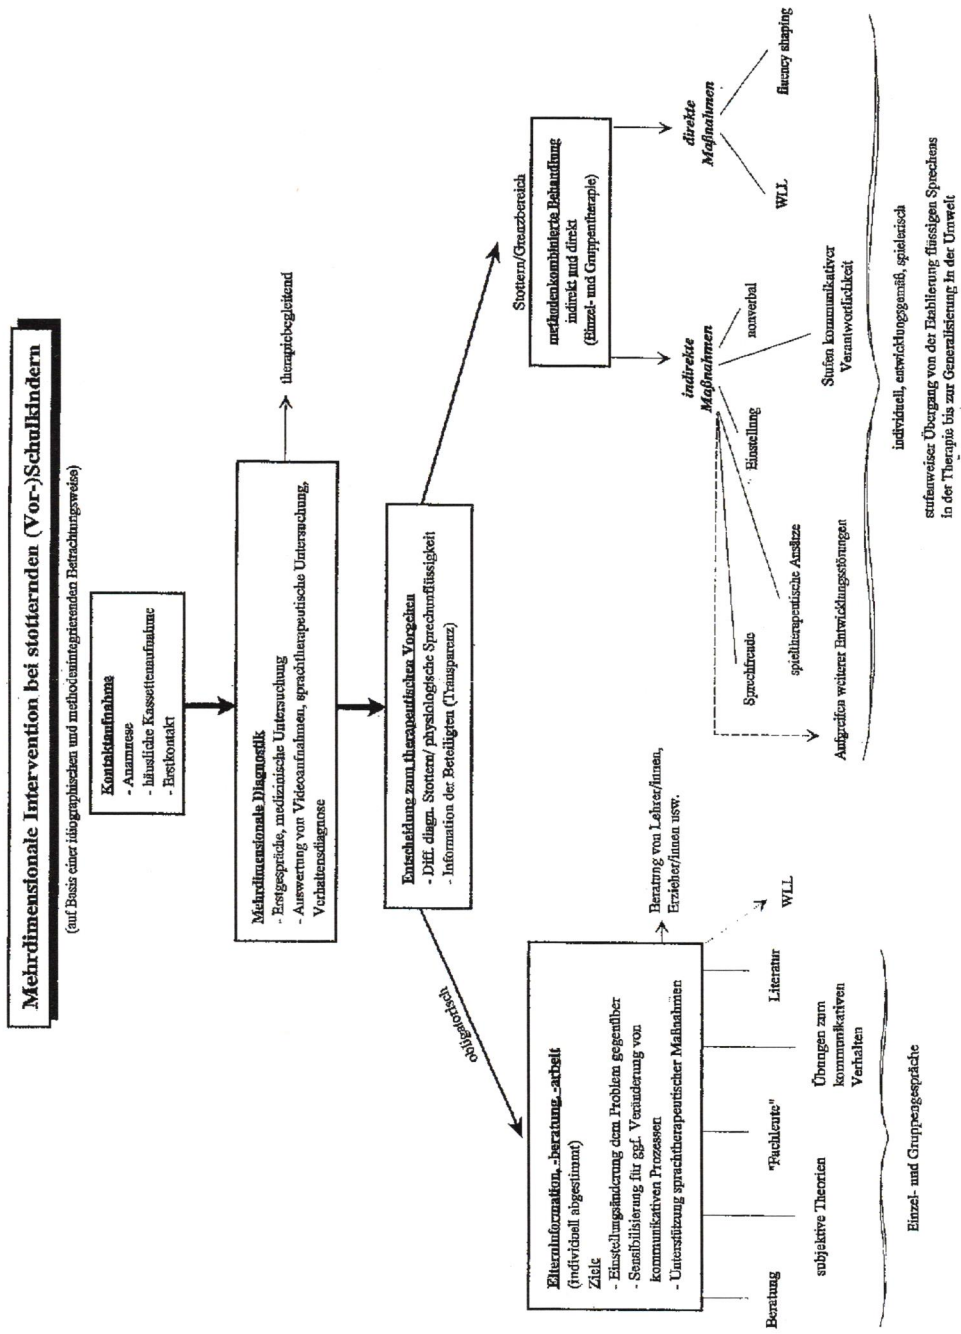 Mehrdimensionale Intervention bei stotternden (Vor-)Schulkindern
(auf Basis einer idiographischen und methodenintegrierenden Betrachtungsweise)
Kontaktaufnahme
- Anamnese
- häusliche Kassettenaufnahme
- Erstkontakt
Mehrdimensionale Diagnostik
- Erstgespräche, medizinische Untersuchung
- Auswertung von Videoaufnahmen, sprachtherapeutische Untersuchung,
Verhaltensdiagnose
therapiebegleitend
Entscheidung zum therapeutischen Vorgehen
- Diff. diagn. Stottern/ physiologische Sprechunflüssigkeit
- Information der Beteiligten (Transparenz)
obligatorisch
Elterninformation, -beratung, -arbeit
(individuell abgestimmt)
Ziele
- Einstellungsänderung dem Problem gegenüber
- Sensibilisierung für ggf. Veränderung von
kommunikativen Prozessen
- Unterstützung sprachtherapeutischer Maßnahmen
Beratung von Lehrer/innen,
Erzieher/innen usw.
WLL
Beratung
subjektive Theorien
"Fachleute"
Übungen zum
kommunikativen
Verhalten
Literatur
Einzel- und Gruppengespräche
Stottern/Grenzbereich
methodenkombinierte Behandlung
indirekt und direkt
(Einzel- und Gruppentherapie)
indirekte
Maßnahmen
direkte
Maßnahmen
Sprechfreude
spieltherapeutische Ansätze
Einstellung
Stufen kommunikativer
Verantwortlichkeit
nonverbal
WLL
fluency shaping
Aufgreifen weiterer Entwicklungsstörungen
individuell, entwicklungsgemäß, spielerisch
stufenweiser Übergang von der Etablierung flüssigen Sprechens
in der Therapie bis zur Generalisierung in der Umwelt